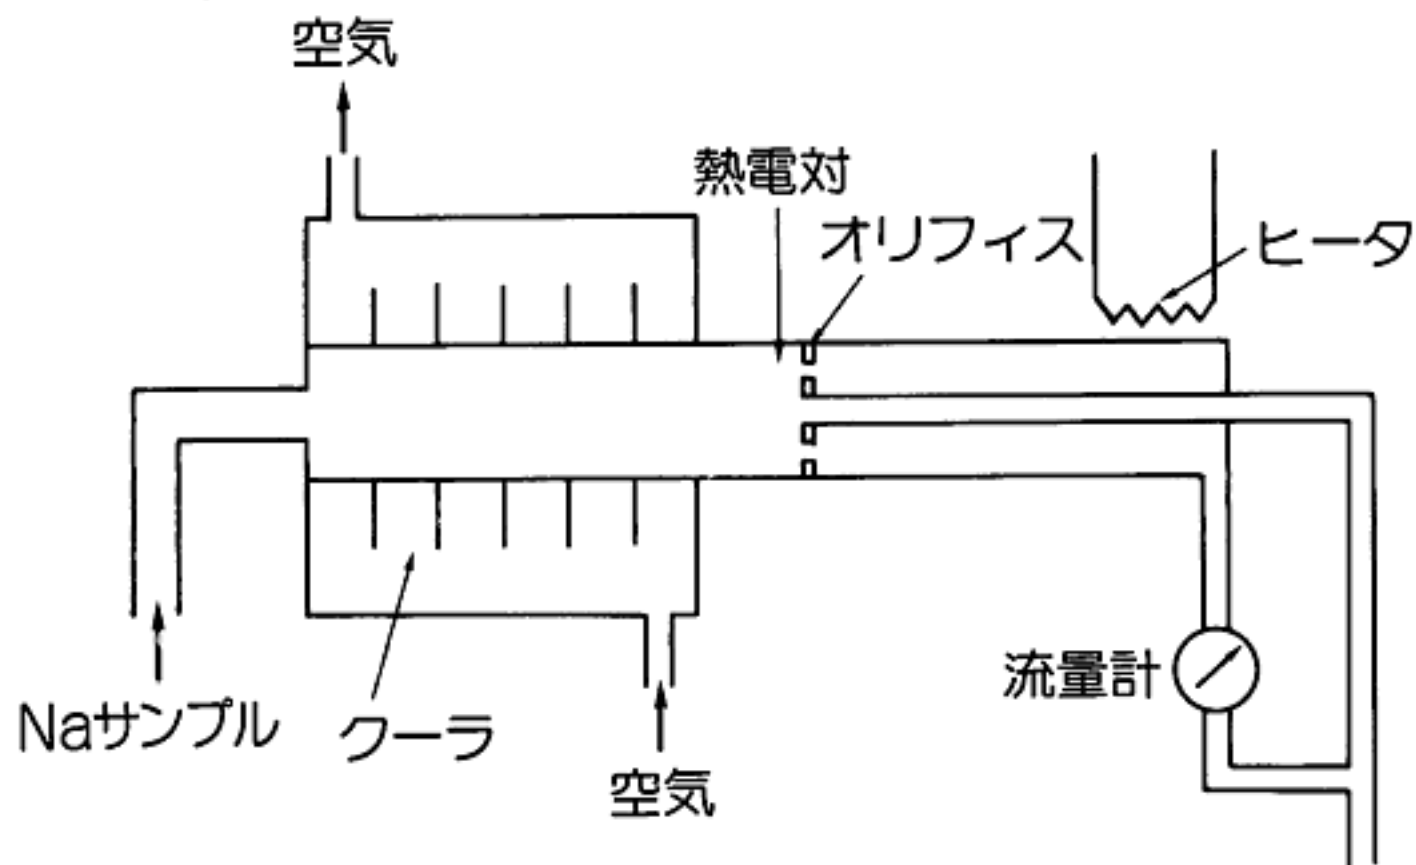 空気
熱電対
オリフィス
ヒータ
流量計
Naサンプル
クーラ
空気